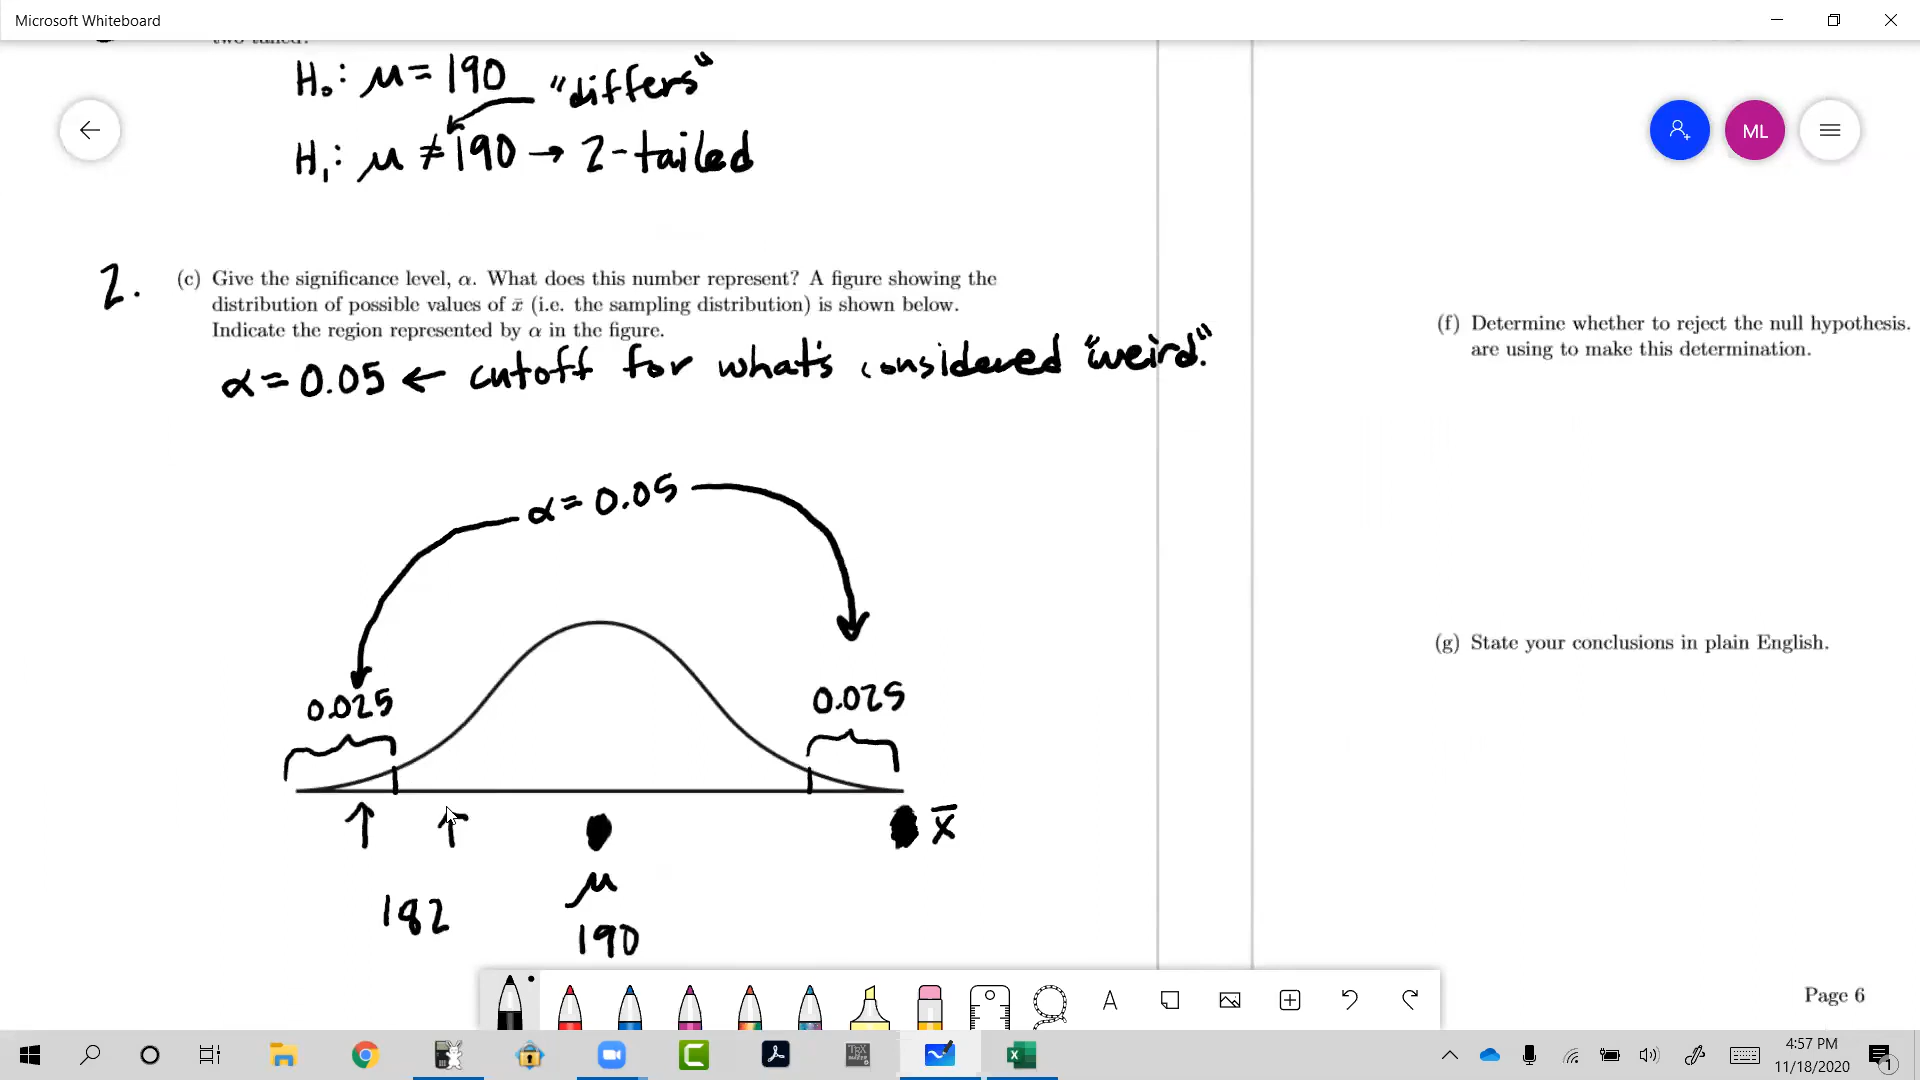 Microsoft Whiteboard
two tailed?
H₀: μ = 190 "differs"
H₁: μ ≠ 190 → 2-tailed
ML
2.
(c) Give the significance level, α. What does this number represent? A figure showing the
distribution of possible values of x̄ (i.e. the sampling distribution) is shown below.
Indicate the region represented by α in the figure.
α = 0.05 ← cutoff for what's considered "weird."
α = 0.05
0.025
0.025
x̄
μ
182
190
(f) Determine whether to reject the null hypothesis.
are using to make this determination.
(g) State your conclusions in plain English.
Page 6
A
4:57 PM
11/18/2020
1